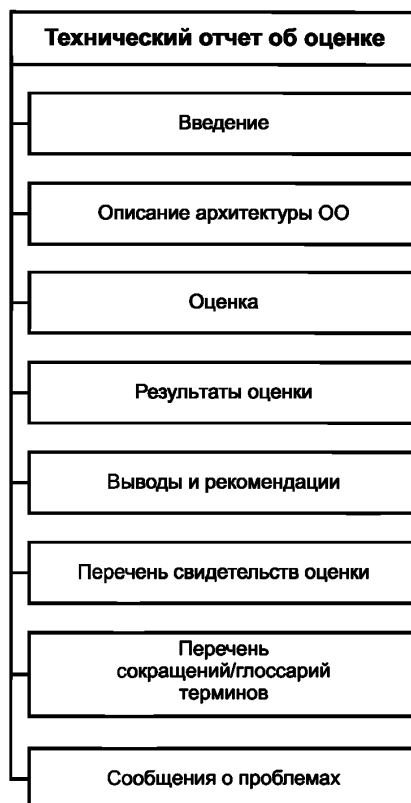 Технический отчет об оценке
Введение
Описание архитектуры ОО
Оценка
Результаты оценки
Выводы и рекомендации
Перечень свидетельств оценки
Перечень
сокращений/глоссарий
терминов
Сообщения о проблемах